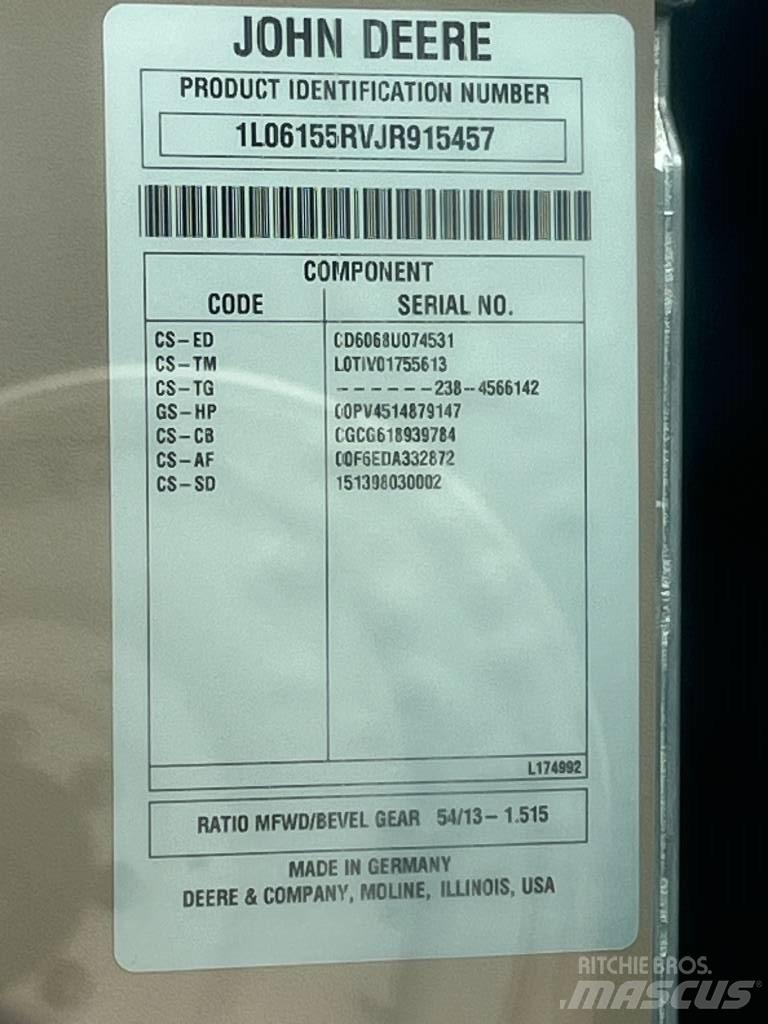 JOHN DEERE
PRODUCT IDENTIFICATION NUMBER
1L06155RVJR915457
COMPONENT
CODE SERIAL NO.
CS-ED CD6068U074531
CS-TM L0TIV01755613
CS-TG ------238-4566142
GS-HP 00PV4514879147
CS-CB CGCG618939784
CS-AF 00F6EDA332872
CS-SD 151398030002
L174992
RATIO MFWD/BEVEL GEAR 54/13-1.515
MADE IN GERMANY
DEERE & COMPANY, MOLINE, ILLINOIS, USA
RITCHIE BROS.
MASCUS